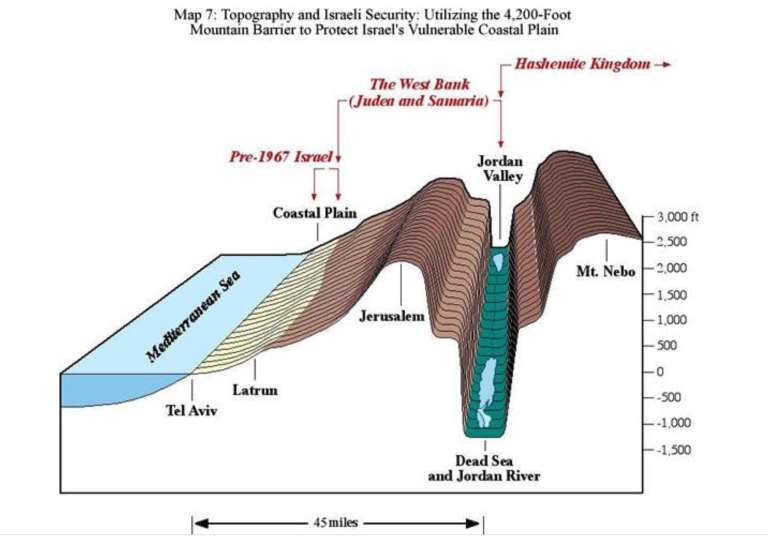 Map 7: Topography and Israeli Security: Utilizing the 4,200-Foot
Mountain Barrier to Protect Israel's Vulnerable Coastal Plain
Hashemite Kingdom
The West Bank
(Judea and Samaria)
Pre-1967 Israel
Jordan
Valley
Coastal Plain
3,000 ft
2,500
2,000
1,500
1,000
500
0
-500
-1,000
-1,500
Mt. Nebo
Mediterranean Sea
Jerusalem
Latrun
Tel Aviv
Dead Sea
and Jordan River
45 miles